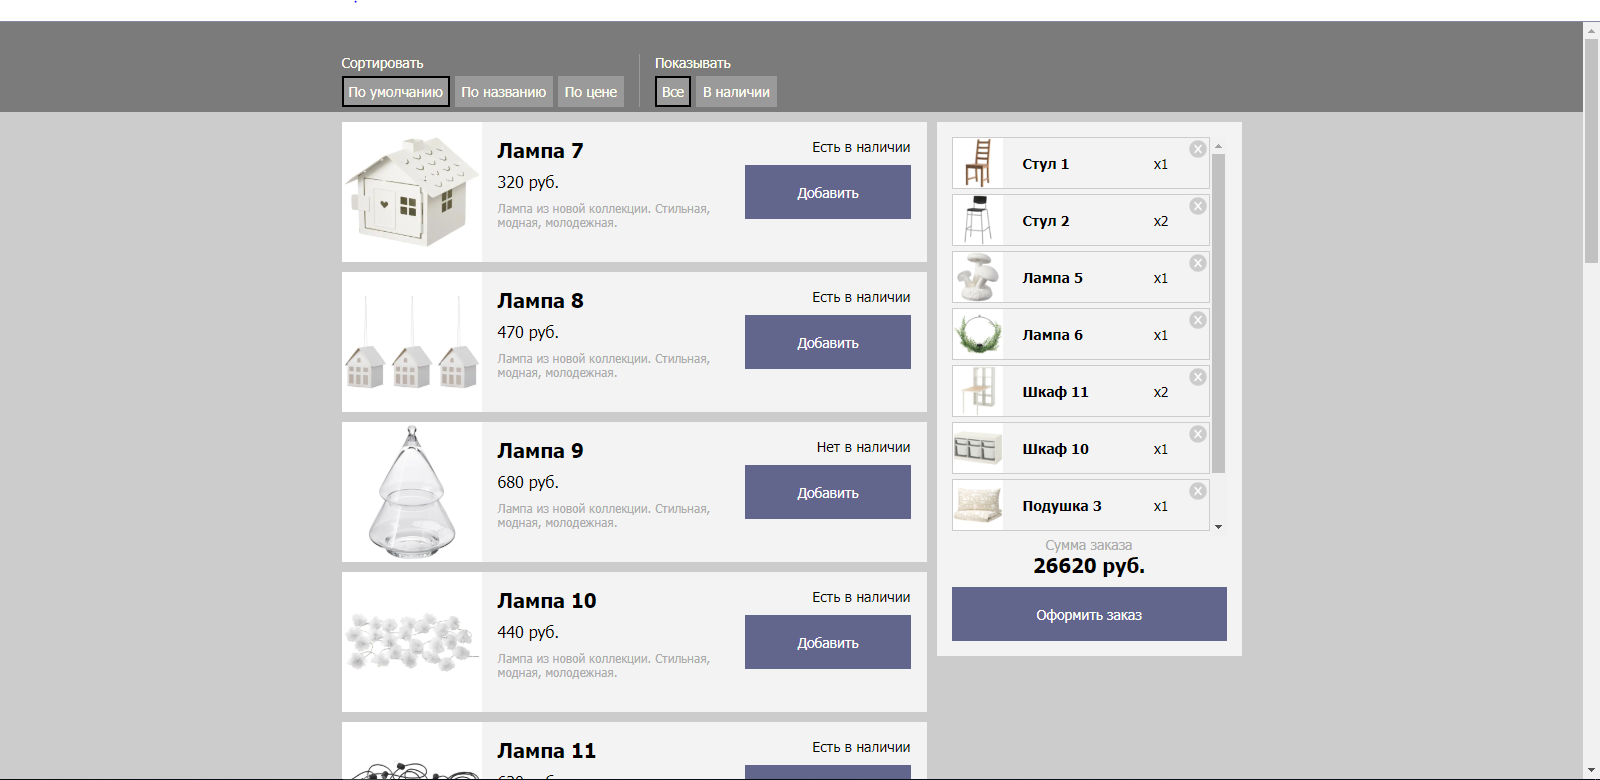 Сортировать
По умолчанию По названию По цене
Показывать
Все В наличии
Лампа 7
320 руб.
Лампа из новой коллекции. Стильная,
модная, молодежная.
Есть в наличии
Добавить
Лампа 8
470 руб.
Лампа из новой коллекции. Стильная,
модная, молодежная.
Есть в наличии
Добавить
Лампа 9
680 руб.
Лампа из новой коллекции. Стильная,
модная, молодежная.
Нет в наличии
Добавить
Лампа 10
440 руб.
Лампа из новой коллекции. Стильная,
модная, молодежная.
Есть в наличии
Добавить
Лампа 11
Есть в наличии
Стул 1 x1
Стул 2 x2
Лампа 5 x1
Лампа 6 x1
Шкаф 11 x2
Шкаф 10 x1
Подушка 3 x1
Сумма заказа
26620 руб.
Оформить заказ